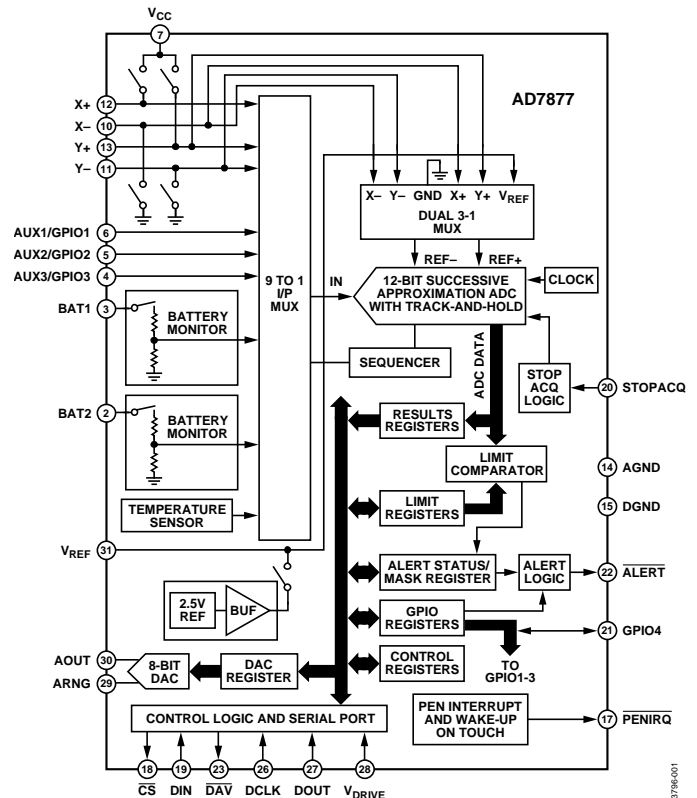 VCC
7
AD7877
X+ 12
X– 10
Y+ 13
Y– 11
X– Y– GND X+ Y+ VREF
DUAL 3-1
MUX
REF– REF+
AUX1/GPIO1 6
AUX2/GPIO2 5
AUX3/GPIO3 4
9 TO 1
I/P
MUX
IN
12-BIT SUCCESSIVE
APPROXIMATION ADC
WITH TRACK-AND-HOLD
CLOCK
BAT1 3
BATTERY
MONITOR
SEQUENCER
ADC DATA
STOP
ACQ
LOGIC
20 STOPACQ
BAT2 2
BATTERY
MONITOR
RESULTS
REGISTERS
LIMIT
COMPARATOR
14 AGND
TEMPERATURE
SENSOR
LIMIT
REGISTERS
15 DGND
VREF 31
ALERT STATUS/
MASK REGISTER
ALERT
LOGIC
22 ALERT
2.5V
REF
BUF
GPIO
REGISTERS
21 GPIO4
TO
GPIO1-3
AOUT 30
ARNG 29
8-BIT
DAC
DAC
REGISTER
CONTROL
REGISTERS
CONTROL LOGIC AND SERIAL PORT
PEN INTERRUPT
AND WAKE-UP
ON TOUCH
17 PENIRQ
18 19 23 26 27 28
CS DIN DAV DCLK DOUT VDRIVE
3796-001